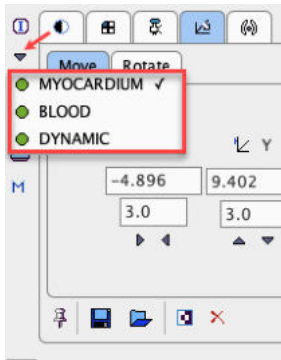 Move Rotate
MYOCARDIUM ✓
BLOOD
DYNAMIC
Y
M
-4.896 9.402
3.0 3.0